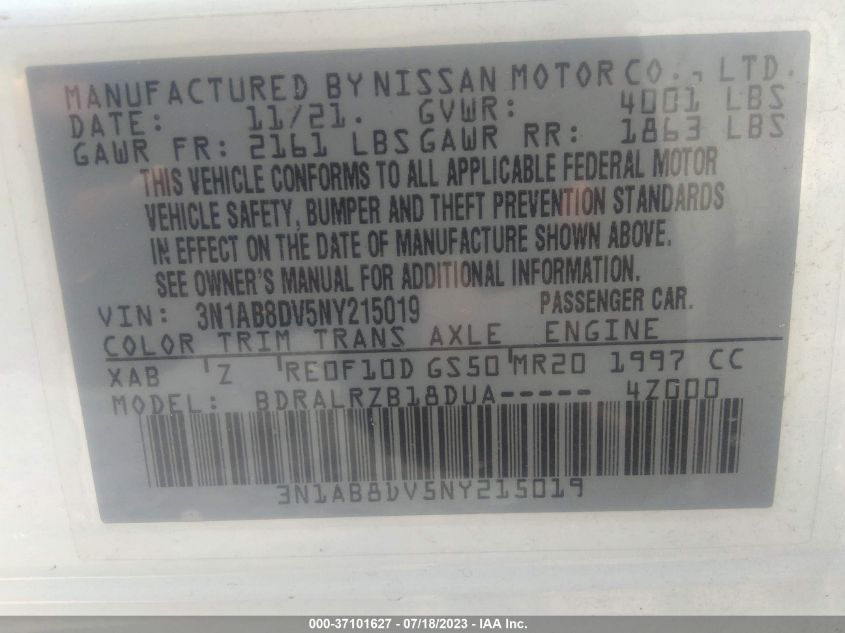 MANUFACTURED BY NISSAN MOTOR CO., LTD.
DATE: 11/21. GVWR: 4001 LBS
GAWR FR: 2161 LBS GAWR RR: 1863 LBS
THIS VEHICLE CONFORMS TO ALL APPLICABLE FEDERAL MOTOR
VEHICLE SAFETY, BUMPER AND THEFT PREVENTION STANDARDS
IN EFFECT ON THE DATE OF MANUFACTURE SHOWN ABOVE.
SEE OWNER'S MANUAL FOR ADDITIONAL INFORMATION.
VIN: 3N1AB8DV5NY215019 PASSENGER CAR.
COLOR TRIM TRANS AXLE ENGINE
XAB Z RE0F10D GS50 MR20 1997 CC
MODEL: BDRALRZB18DUA----- 4Z000
3N1AB8DV5NY215019
000-37101627 - 07/18/2023 - IAA Inc.